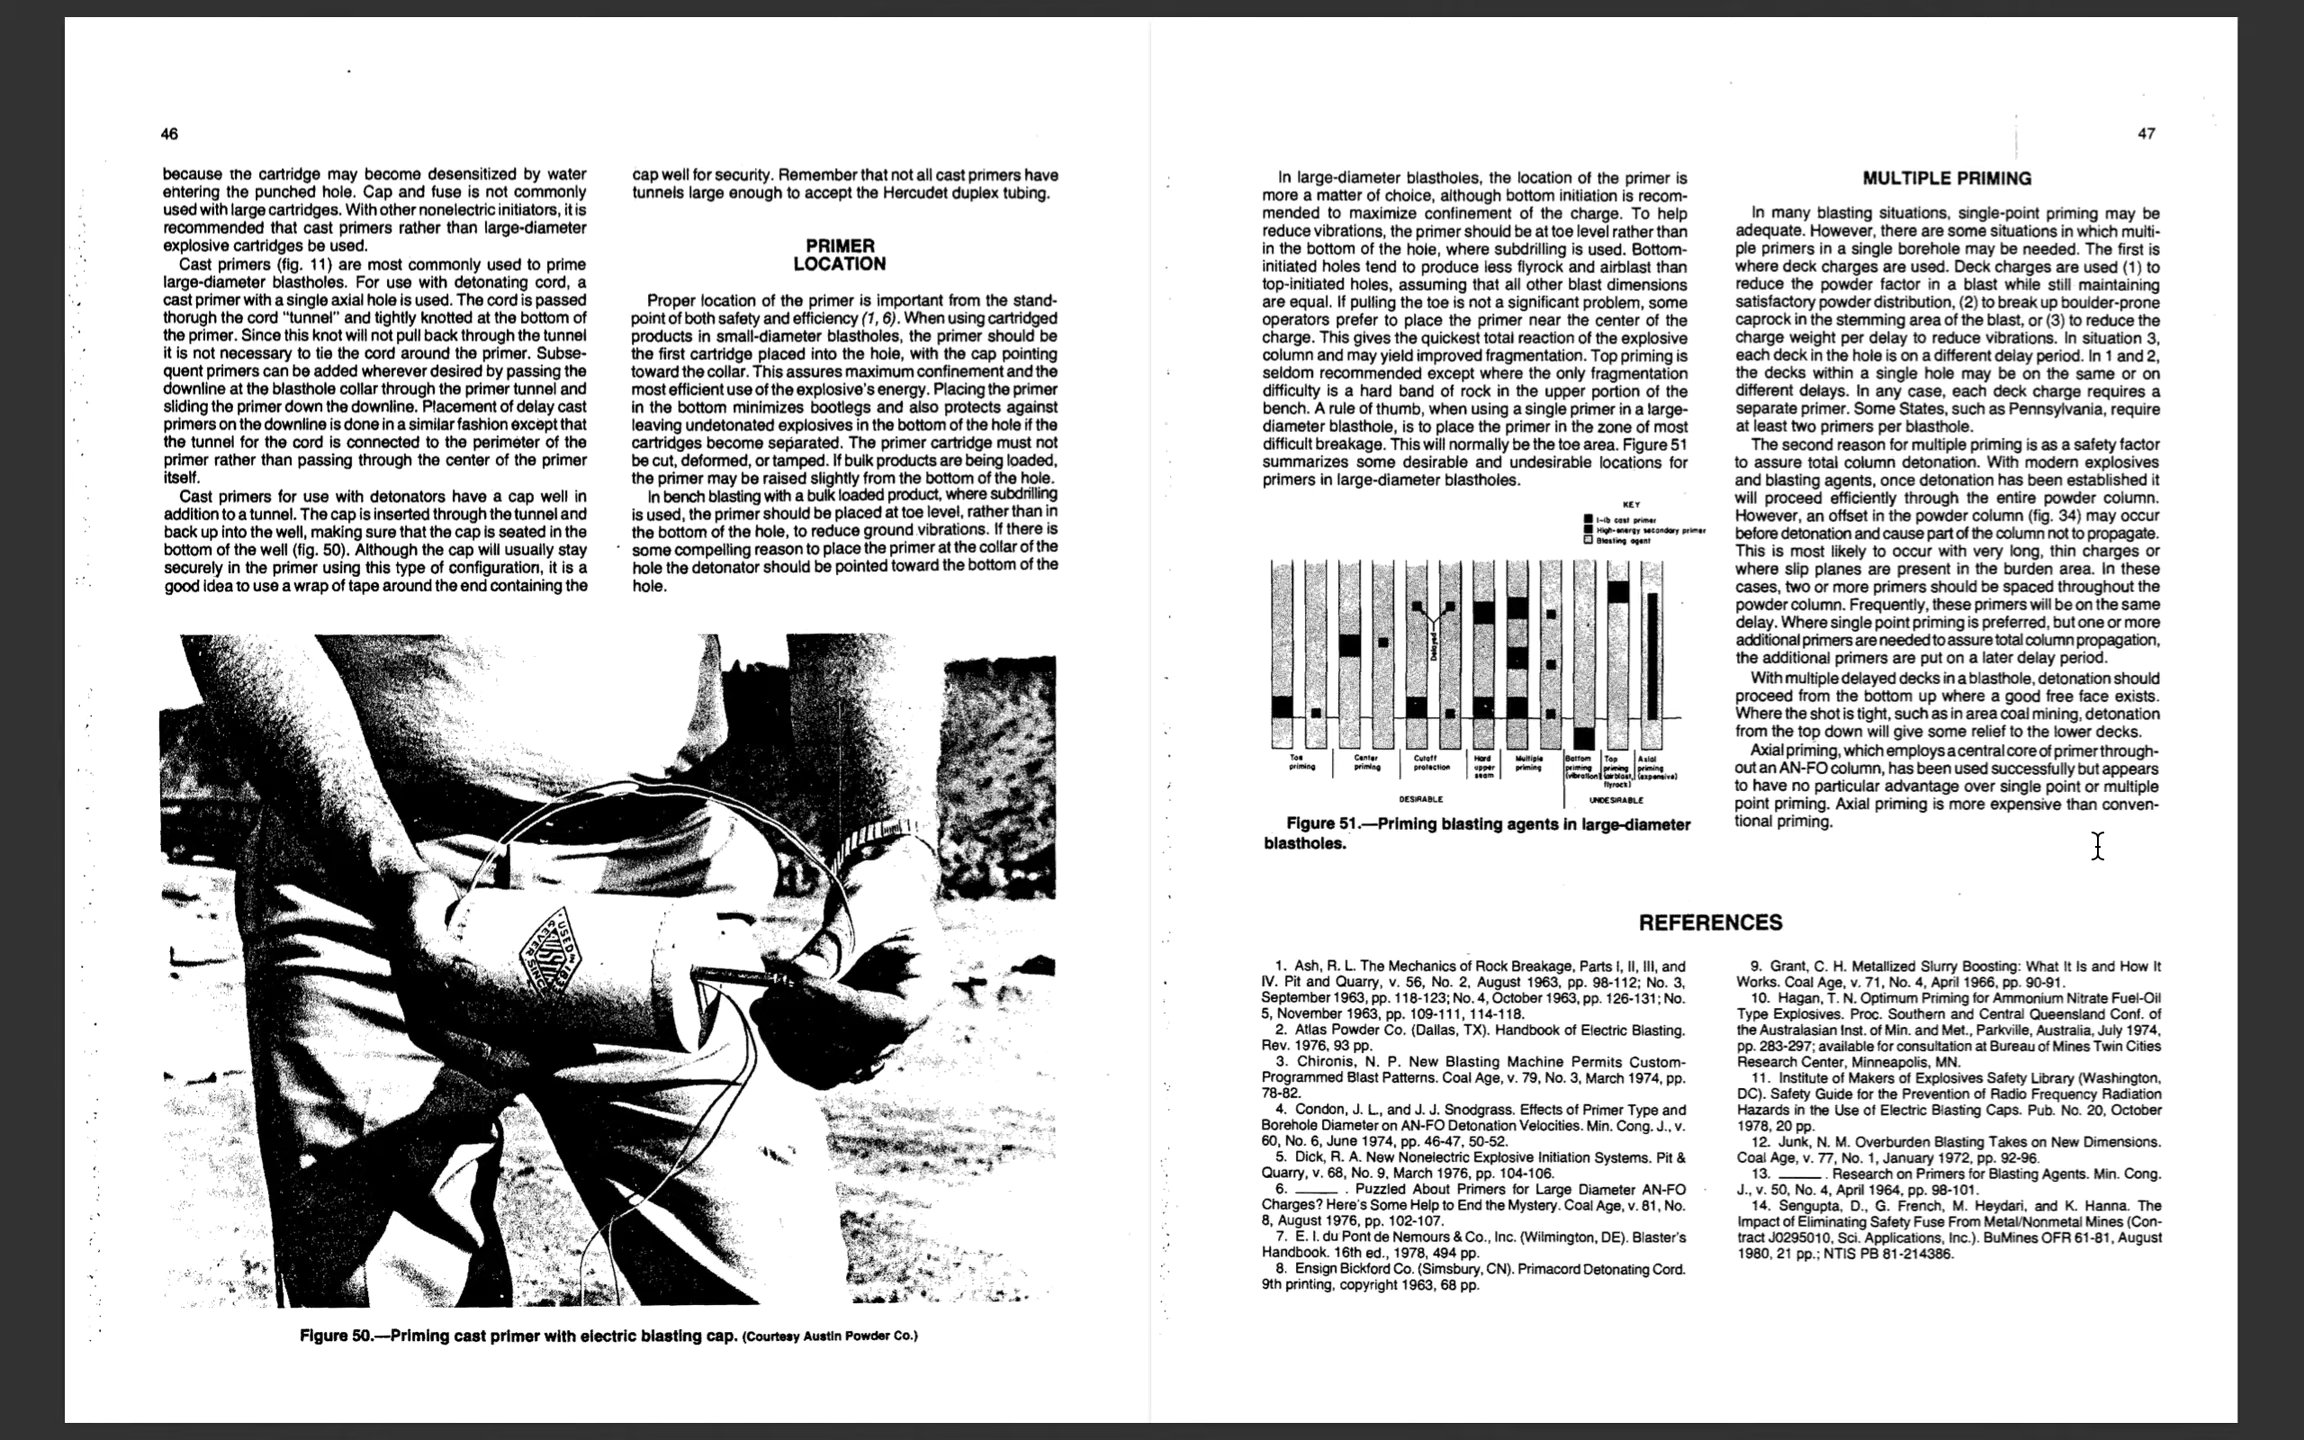 46
because the cartridge may become desensitized by water
entering the punched hole. Cap and fuse is not commonly
used with large cartridges. With other nonelectric initiators, it is
recommended that cast primers rather than large-diameter
explosive cartridges be used.
Cast primers (fig. 11) are most commonly used to prime
large-diameter blastholes. For use with detonating cord, a
cast primer with a single axial hole is used. The cord is passed
thorugh the cord "tunnel" and tightly knotted at the bottom of
the primer. Since this knot will not pull back through the tunnel
it is not necessary to tie the cord around the primer. Subse-
quent primers can be added wherever desired by passing the
downline at the blasthole collar through the primer tunnel and
sliding the primer down the downline. Placement of delay cast
primers on the downline is done in a similar fashion except that
the tunnel for the cord is connected to the perimeter of the
primer rather than passing through the center of the primer
itself.
Cast primers for use with detonators have a cap well in
addition to a tunnel. The cap is inserted through the tunnel and
back up into the well, making sure that the cap is seated in the
bottom of the well (fig. 50). Although the cap will usually stay
securely in the primer using this type of configuration, it is a
good idea to use a wrap of tape around the end containing the
cap well for security. Remember that not all cast primers have
tunnels large enough to accept the Hercudet duplex tubing.
PRIMER
LOCATION
Proper location of the primer is important from the stand-
point of both safety and efficiency (1, 6). When using cartridged
products in small-diameter blastholes, the primer should be
the first cartridge placed into the hole, with the cap pointing
toward the collar. This assures maximum confinement and the
most efficient use of the explosive's energy. Placing the primer
in the bottom minimizes bootlegs and also protects against
leaving undetonated explosives in the bottom of the hole if the
cartridges become separated. The primer cartridge must not
be cut, deformed, or tamped. If bulk products are being loaded,
the primer may be raised slightly from the bottom of the hole.
In bench blasting with a bulk loaded product, where subdrilling
is used, the primer should be placed at toe level, rather than in
the bottom of the hole, to reduce ground vibrations. If there is
some compelling reason to place the primer at the collar of the
hole the detonator should be pointed toward the bottom of the
hole.
USED IN
EVER SINCE
Figure 50.—Priming cast primer with electric blasting cap. (Courtesy Austin Powder Co.)
47
In large-diameter blastholes, the location of the primer is
more a matter of choice, although bottom initiation is recom-
mended to maximize confinement of the charge. To help
reduce vibrations, the primer should be at toe level rather than
in the bottom of the hole, where subdrilling is used. Bottom-
initiated holes tend to produce less flyrock and airblast than
top-initiated holes, assuming that all other blast dimensions
are equal. If pulling the toe is not a significant problem, some
operators prefer to place the primer near the center of the
charge. This gives the quickest total reaction of the explosive
column and may yield improved fragmentation. Top priming is
seldom recommended except where the only fragmentation
difficulty is a hard band of rock in the upper portion of the
bench. A rule of thumb, when using a single primer in a large-
diameter blasthole, is to place the primer in the zone of most
difficult breakage. This will normally be the toe area. Figure 51
summarizes some desirable and undesirable locations for
primers in large-diameter blastholes.
KEY
1-lb cast primer
High-energy secondary primer
Blasting agent
Delayed
Toe priming
Center priming
Cutoff protection
Hard upper seam
Multiple priming
Bottom priming (vibration)
Top priming (airblast, flyrock)
Axial priming (expensive)
DESIRABLE
UNDESIRABLE
Figure 51.—Priming blasting agents in large-diameter
blastholes.
MULTIPLE PRIMING
In many blasting situations, single-point priming may be
adequate. However, there are some situations in which multi-
ple primers in a single borehole may be needed. The first is
where deck charges are used. Deck charges are used (1) to
reduce the powder factor in a blast while still maintaining
satisfactory powder distribution, (2) to break up boulder-prone
caprock in the stemming area of the blast, or (3) to reduce the
charge weight per delay to reduce vibrations. In situation 3,
each deck in the hole is on a different delay period. In 1 and 2,
the decks within a single hole may be on the same or on
different delays. In any case, each deck charge requires a
separate primer. Some States, such as Pennsylvania, require
at least two primers per blasthole.
The second reason for multiple priming is as a safety factor
to assure total column detonation. With modern explosives
and blasting agents, once detonation has been established it
will proceed efficiently through the entire powder column.
However, an offset in the powder column (fig. 34) may occur
before detonation and cause part of the column not to propagate.
This is most likely to occur with very long, thin charges or
where slip planes are present in the burden area. In these
cases, two or more primers should be spaced throughout the
powder column. Frequently, these primers will be on the same
delay. Where single point priming is preferred, but one or more
additional primers are needed to assure total column propagation,
the additional primers are put on a later delay period.
With multiple delayed decks in a blasthole, detonation should
proceed from the bottom up where a good free face exists.
Where the shot is tight, such as in area coal mining, detonation
from the top down will give some relief to the lower decks.
Axial priming, which employs a central core of primer through-
out an AN-FO column, has been used successfully but appears
to have no particular advantage over single point or multiple
point priming. Axial priming is more expensive than conven-
tional priming.
REFERENCES
1. Ash, R. L. The Mechanics of Rock Breakage, Parts I, II, III, and
IV. Pit and Quarry, v. 56, No. 2, August 1963, pp. 98-112; No. 3,
September 1963, pp. 118-123; No. 4, October 1963, pp. 126-131; No.
5, November 1963, pp. 109-111, 114-118.
2. Atlas Powder Co. (Dallas, TX). Handbook of Electric Blasting.
Rev. 1976, 93 pp.
3. Chironis, N. P. New Blasting Machine Permits Custom-
Programmed Blast Patterns. Coal Age, v. 79, No. 3, March 1974, pp.
78-82.
4. Condon, J. L., and J. J. Snodgrass. Effects of Primer Type and
Borehole Diameter on AN-FO Detonation Velocities. Min. Cong. J., v.
60, No. 6, June 1974, pp. 46-47, 50-52.
5. Dick, R. A. New Nonelectric Explosive Initiation Systems. Pit &
Quarry, v. 68, No. 9, March 1976, pp. 104-106.
6. ______ . Puzzled About Primers for Large Diameter AN-FO
Charges? Here's Some Help to End the Mystery. Coal Age, v. 81, No.
8, August 1976, pp. 102-107.
7. E. I. du Pont de Nemours & Co., Inc. (Wilmington, DE). Blaster's
Handbook. 16th ed., 1978, 494 pp.
8. Ensign Bickford Co. (Simsbury, CN). Primacord Detonating Cord.
9th printing, copyright 1963, 68 pp.
9. Grant, C. H. Metallized Slurry Boosting: What It Is and How It
Works. Coal Age, v. 71, No. 4, April 1966, pp. 90-91.
10. Hagan, T. N. Optimum Priming for Ammonium Nitrate Fuel-Oil
Type Explosives. Proc. Southern and Central Queensland Conf. of
the Australasian Inst. of Min. and Met., Parkville, Australia, July 1974,
pp. 283-297; available for consultation at Bureau of Mines Twin Cities
Research Center, Minneapolis, MN.
11. Institute of Makers of Explosives Safety Library (Washington,
DC). Safety Guide for the Prevention of Radio Frequency Radiation
Hazards in the Use of Electric Blasting Caps. Pub. No. 20, October
1978, 20 pp.
12. Junk, N. M. Overburden Blasting Takes on New Dimensions.
Coal Age, v. 77, No. 1, January 1972, pp. 92-96.
13. ______ . Research on Primers for Blasting Agents. Min. Cong.
J., v. 50, No. 4, April 1964, pp. 98-101.
14. Sengupta, D., G. French, M. Heydari, and K. Hanna. The
Impact of Eliminating Safety Fuse From Metal/Nonmetal Mines (Con-
tract J0295010, Sci. Applications, Inc.). BuMines OFR 61-81, August
1980, 21 pp.; NTIS PB 81-214386.